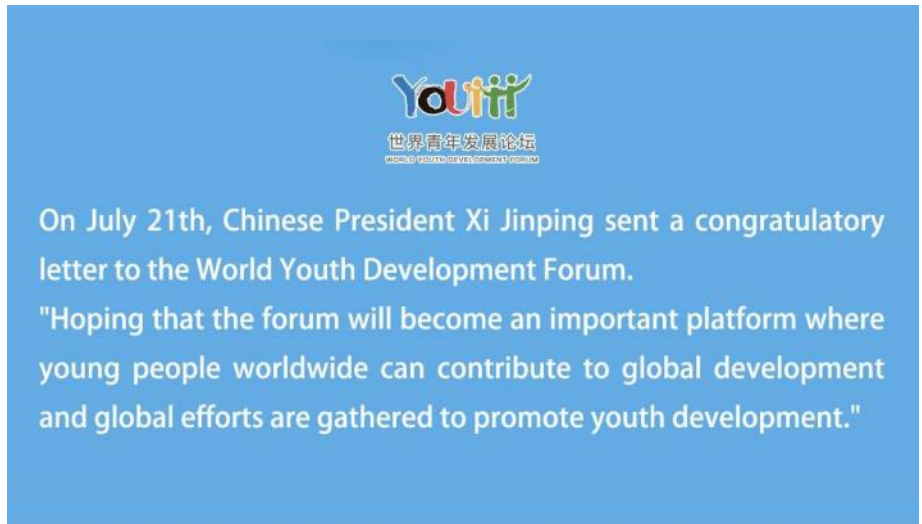 Youth
世界青年发展论坛
WORLD YOUTH DEVELOPMENT FORUM
On July 21th, Chinese President Xi Jinping sent a congratulatory
letter to the World Youth Development Forum.
"Hoping that the forum will become an important platform where
young people worldwide can contribute to global development
and global efforts are gathered to promote youth development."